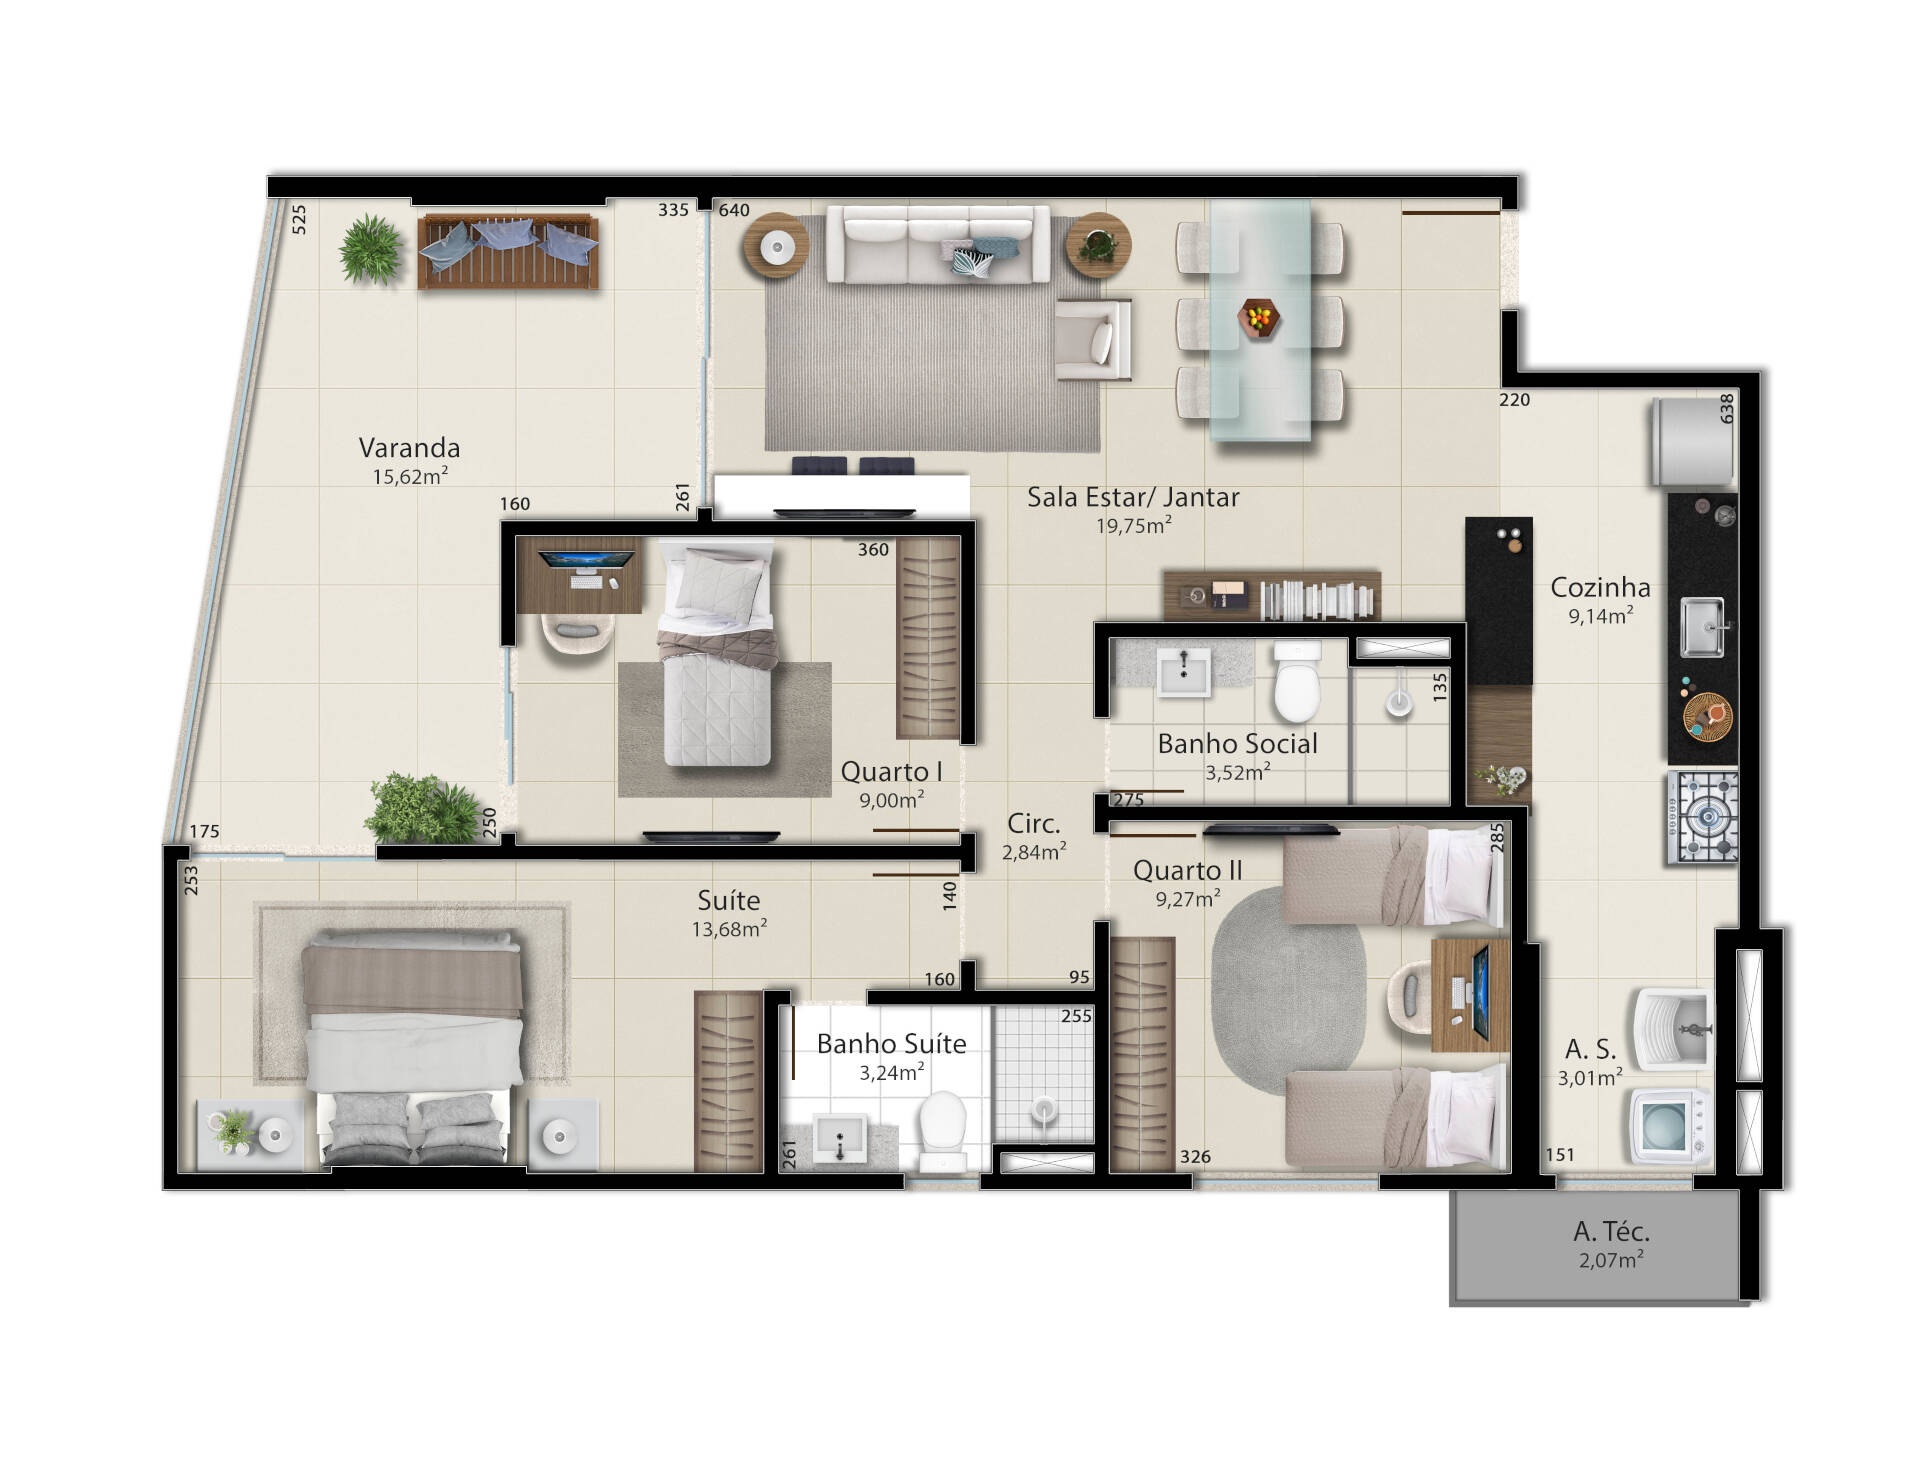 525
335
640
220
638
Varanda
15,62m²
160
261
Sala Estar/ Jantar
19,75m²
360
Cozinha
9,14m²
135
Banho Social
3,52m²
Quarto I
9,00m²
275
250
175
Circ.
2,84m²
285
253
Quarto II
9,27m²
Suíte
13,68m²
140
160
95
255
Banho Suíte
3,24m²
A. S.
3,01m²
261
326
151
A. Téc.
2,07m²